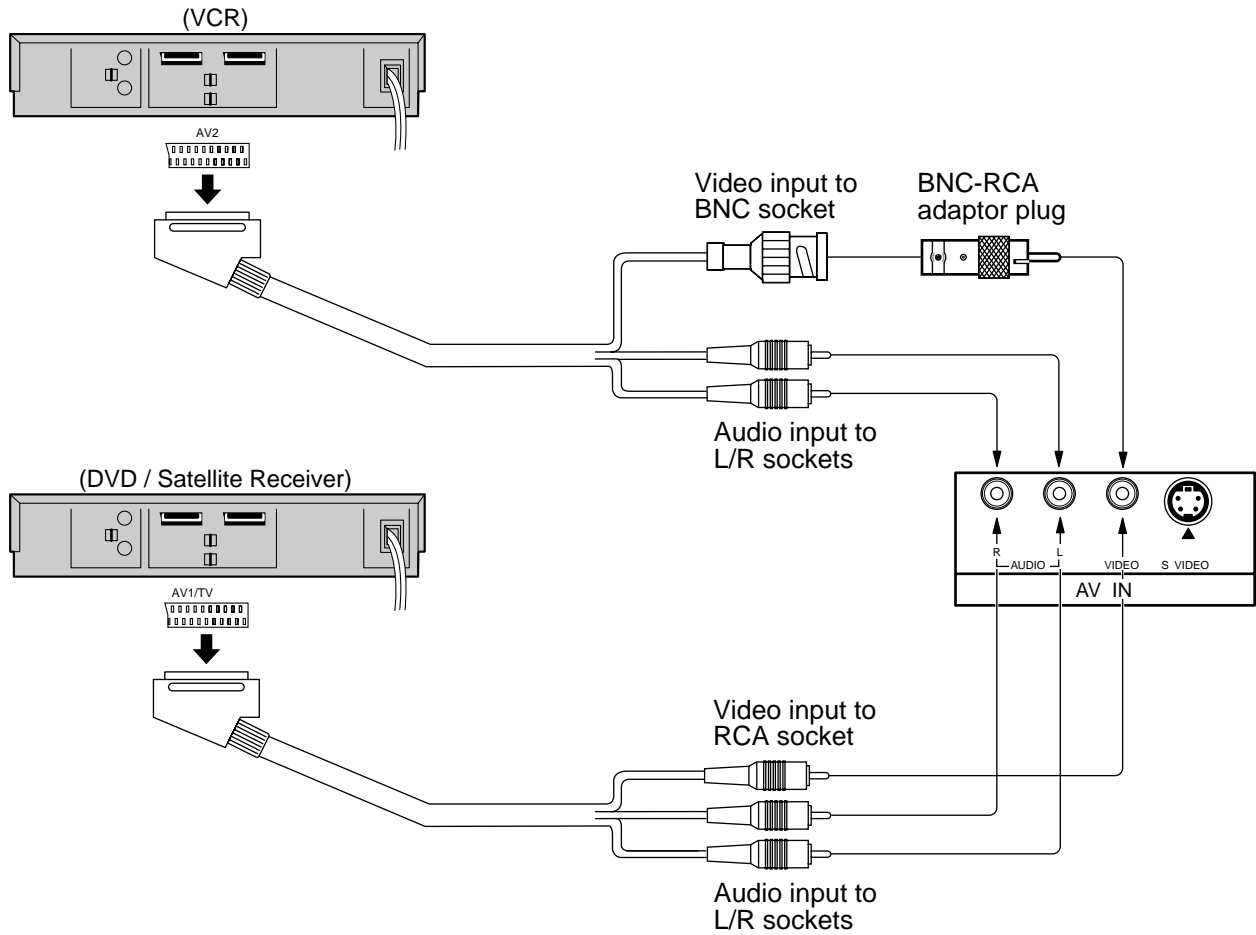 (VCR)
AV2
Video input to
BNC socket
BNC-RCA
adaptor plug
Audio input to
L/R sockets
(DVD / Satellite Receiver)
AV1/TV
R
L
AUDIO
VIDEO
S VIDEO
AV IN
Video input to
RCA socket
Audio input to
L/R sockets